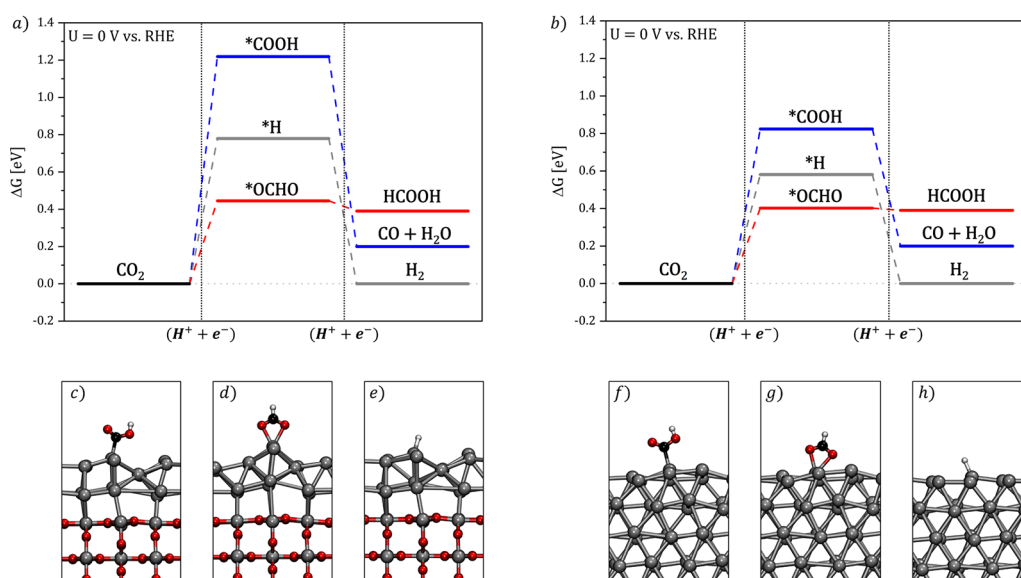 a)
U = 0 V vs. RHE
ΔG [eV]
1.4
1.2
1.0
0.8
0.6
0.4
0.2
0.0
-0.2
*COOH
*H
*OCHO
HCOOH
CO + H₂O
CO₂
H₂
(H⁺ + e⁻)
(H⁺ + e⁻)
b)
U = 0 V vs. RHE
ΔG [eV]
1.4
1.2
1.0
0.8
0.6
0.4
0.2
0.0
-0.2
*COOH
*H
*OCHO
HCOOH
CO + H₂O
CO₂
H₂
(H⁺ + e⁻)
(H⁺ + e⁻)
c)
d)
e)
f)
g)
h)